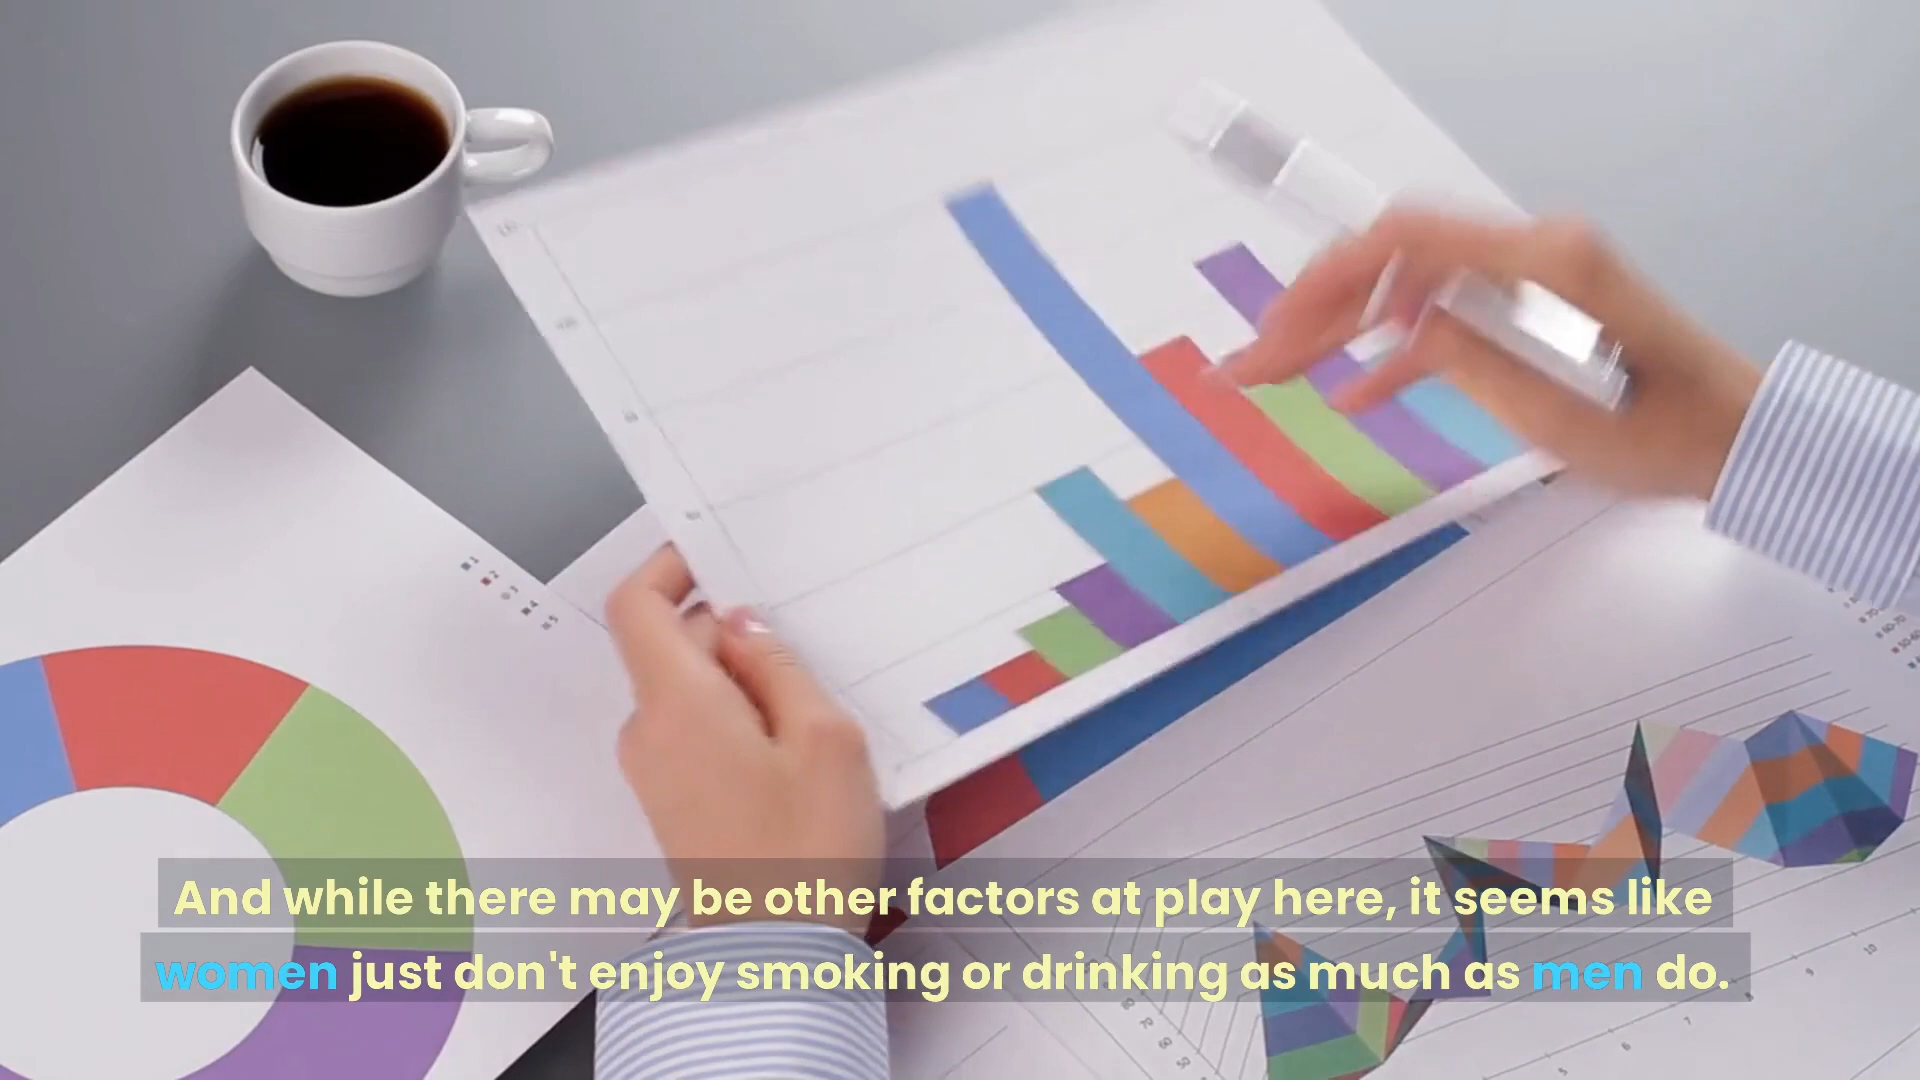 And while there may be other factors at play here, it seems like
women just don't enjoy smoking or drinking as much as men do.